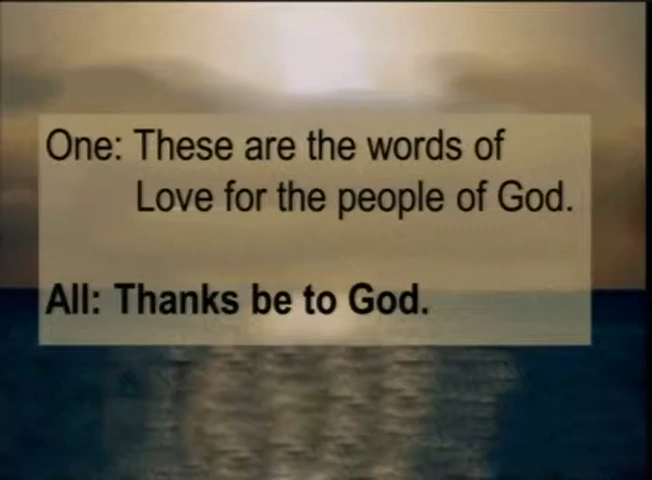 One: These are the words of
Love for the people of God.
All: Thanks be to God.